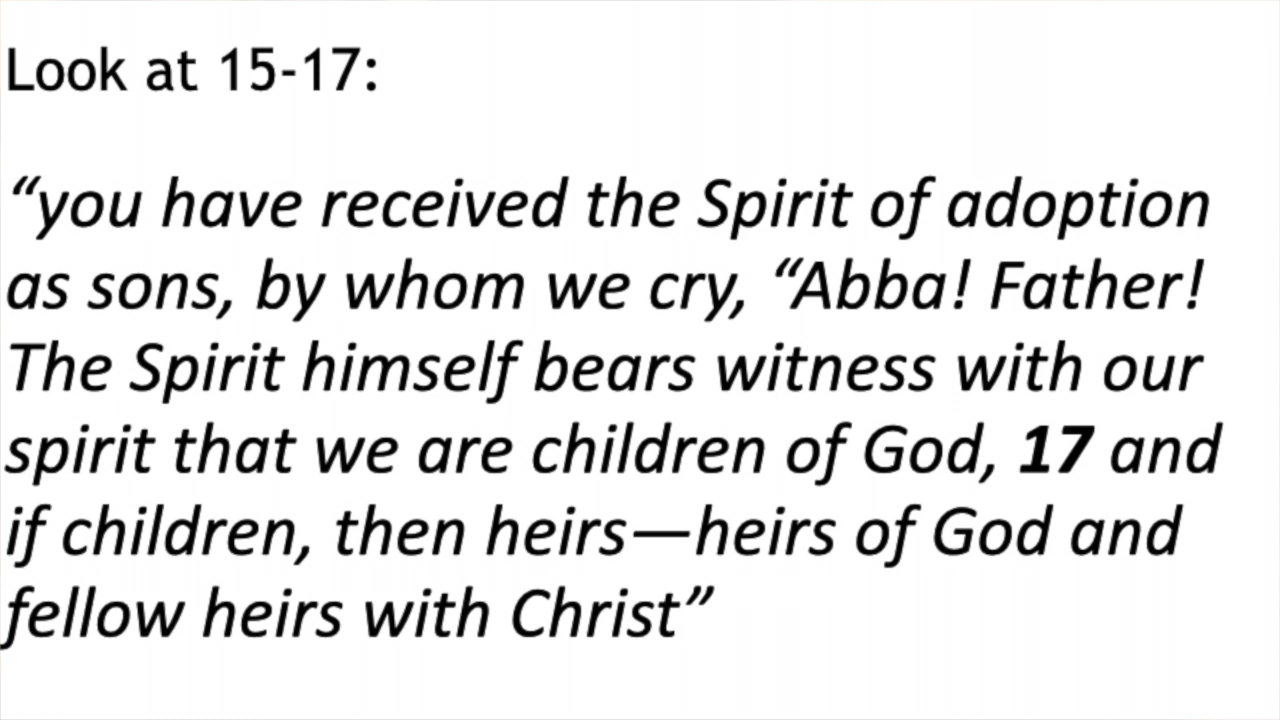 Look at 15-17:
“you have received the Spirit of adoption
as sons, by whom we cry, “Abba! Father!
The Spirit himself bears witness with our
spirit that we are children of God, 17 and
if children, then heirs—heirs of God and
fellow heirs with Christ”